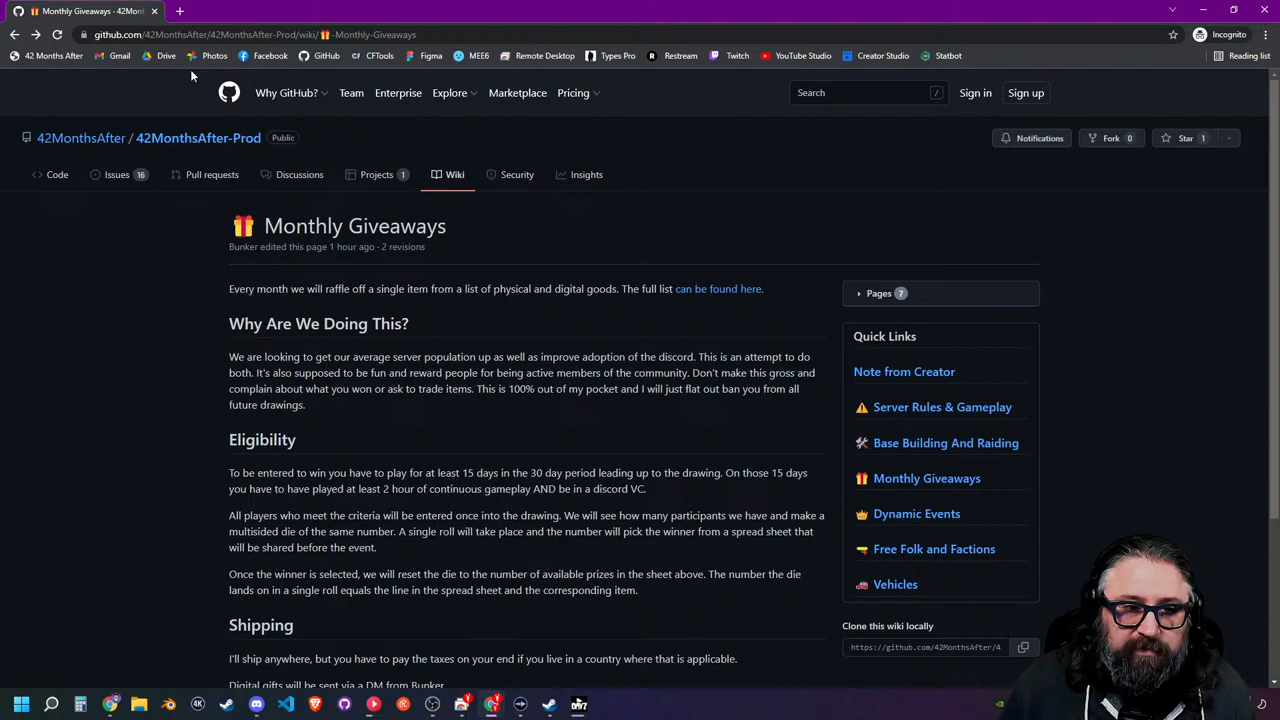 Monthly Giveaways - 42Mont
github.com/42MonthsAfter/42MonthsAfter-Prod/wiki/🎁-Monthly-Giveaways
Incognito
42 Months After Gmail Drive Photos Facebook GitHub CFTools Figma MEE6 Remote Desktop Types Pro Restream Twitch YouTube Studio Creator Studio Statbot Reading list
Why GitHub? Team Enterprise Explore Marketplace Pricing Search / Sign in Sign up
42MonthsAfter / 42MonthsAfter-Prod Public Notifications Fork 0 Star 1
Code Issues 16 Pull requests Discussions Projects 1 Wiki Security Insights
🎁 Monthly Giveaways
Bunker edited this page 1 hour ago · 2 revisions
Every month we will raffle off a single item from a list of physical and digital goods. The full list can be found here.
Why Are We Doing This?
We are looking to get our average server population up as well as improve adoption of the discord. This is an attempt to do
both. It's also supposed to be fun and reward people for being active members of the community. Don't make this gross and
complain about what you won or ask to trade items. This is 100% out of my pocket and I will just flat out ban you from all
future drawings.
Eligibility
To be entered to win you have to play for at least 15 days in the 30 day period leading up to the drawing. On those 15 days
you have to have played at least 2 hour of continuous gameplay AND be in a discord VC.
All players who meet the criteria will be entered once into the drawing. We will see how many participants we have and make a
multisided die of the same number. A single roll will take place and the number will pick the winner from a spread sheet that
will be shared before the event.
Once the winner is selected, we will reset the die to the number of available prizes in the sheet above. The number the die
lands on in a single roll equals the line in the spread sheet and the corresponding item.
Shipping
I'll ship anywhere, but you have to pay the taxes on your end if you live in a country where that is applicable.
Digital gifts will be sent via a DM from Bunker
Pages 7
Quick Links
Note from Creator
⚠️ Server Rules & Gameplay
🛠 Base Building And Raiding
🎁 Monthly Giveaways
👑 Dynamic Events
🔫 Free Folk and Factions
🚗 Vehicles
Clone this wiki locally
https://github.com/42MonthsAfter/4